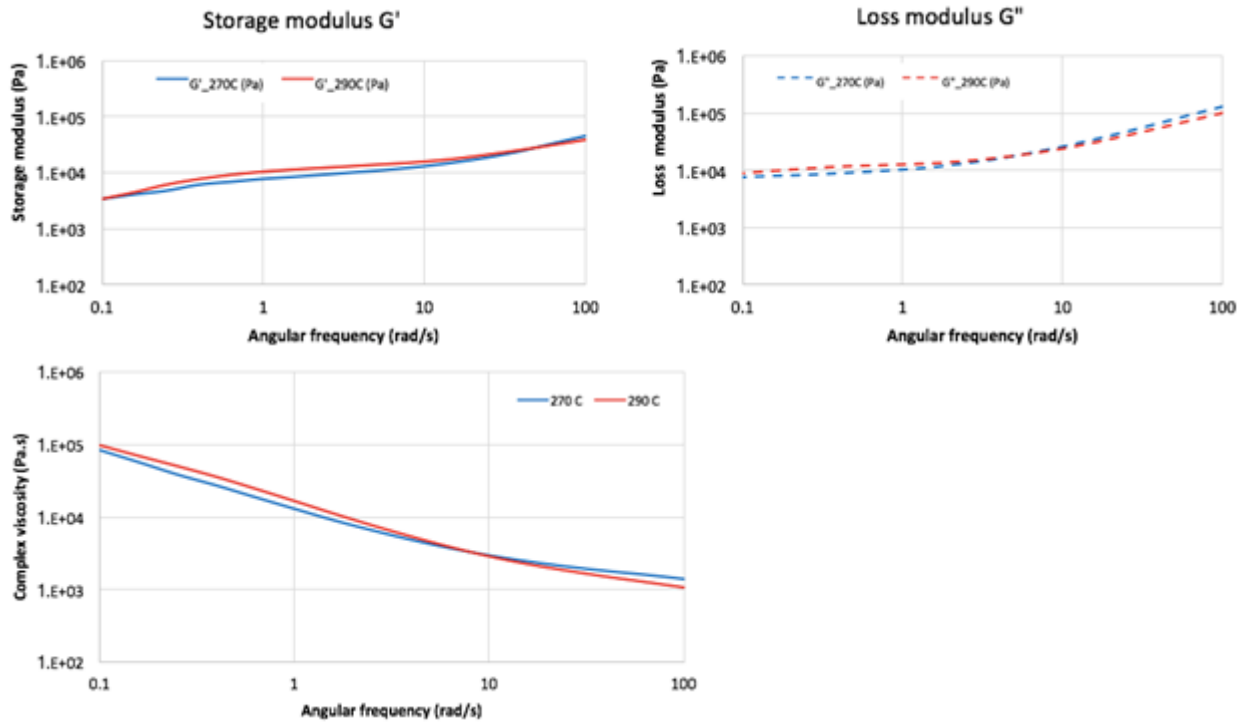 Storage modulus G'
1.E+06
1.E+05
1.E+04
1.E+03
1.E+02
Storage modulus (Pa)
G'_270C (Pa) G'_290C (Pa)
0.1 1 10 100
Angular frequency (rad/s)
Loss modulus G"
1.E+06
1.E+05
1.E+04
1.E+03
1.E+02
Loss modulus (Pa)
G"_270C (Pa) G"_290C (Pa)
0.1 1 10 100
Angular frequency (rad/s)
1.E+06
1.E+05
1.E+04
1.E+03
1.E+02
Complex viscosity (Pa.s)
270 C 290 C
0.1 1 10 100
Angular frequency (rad/s)